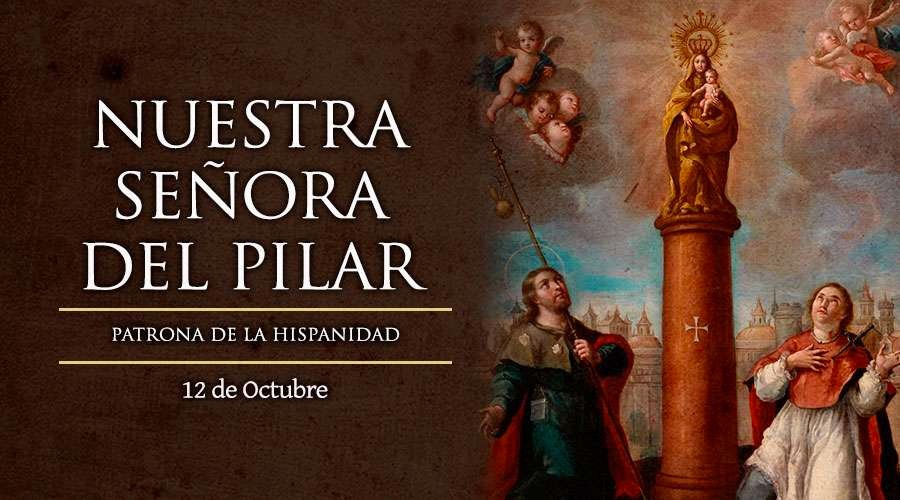 NUESTRA
SEÑORA
DEL PILAR
PATRONA DE LA HISPANIDAD
12 de Octubre